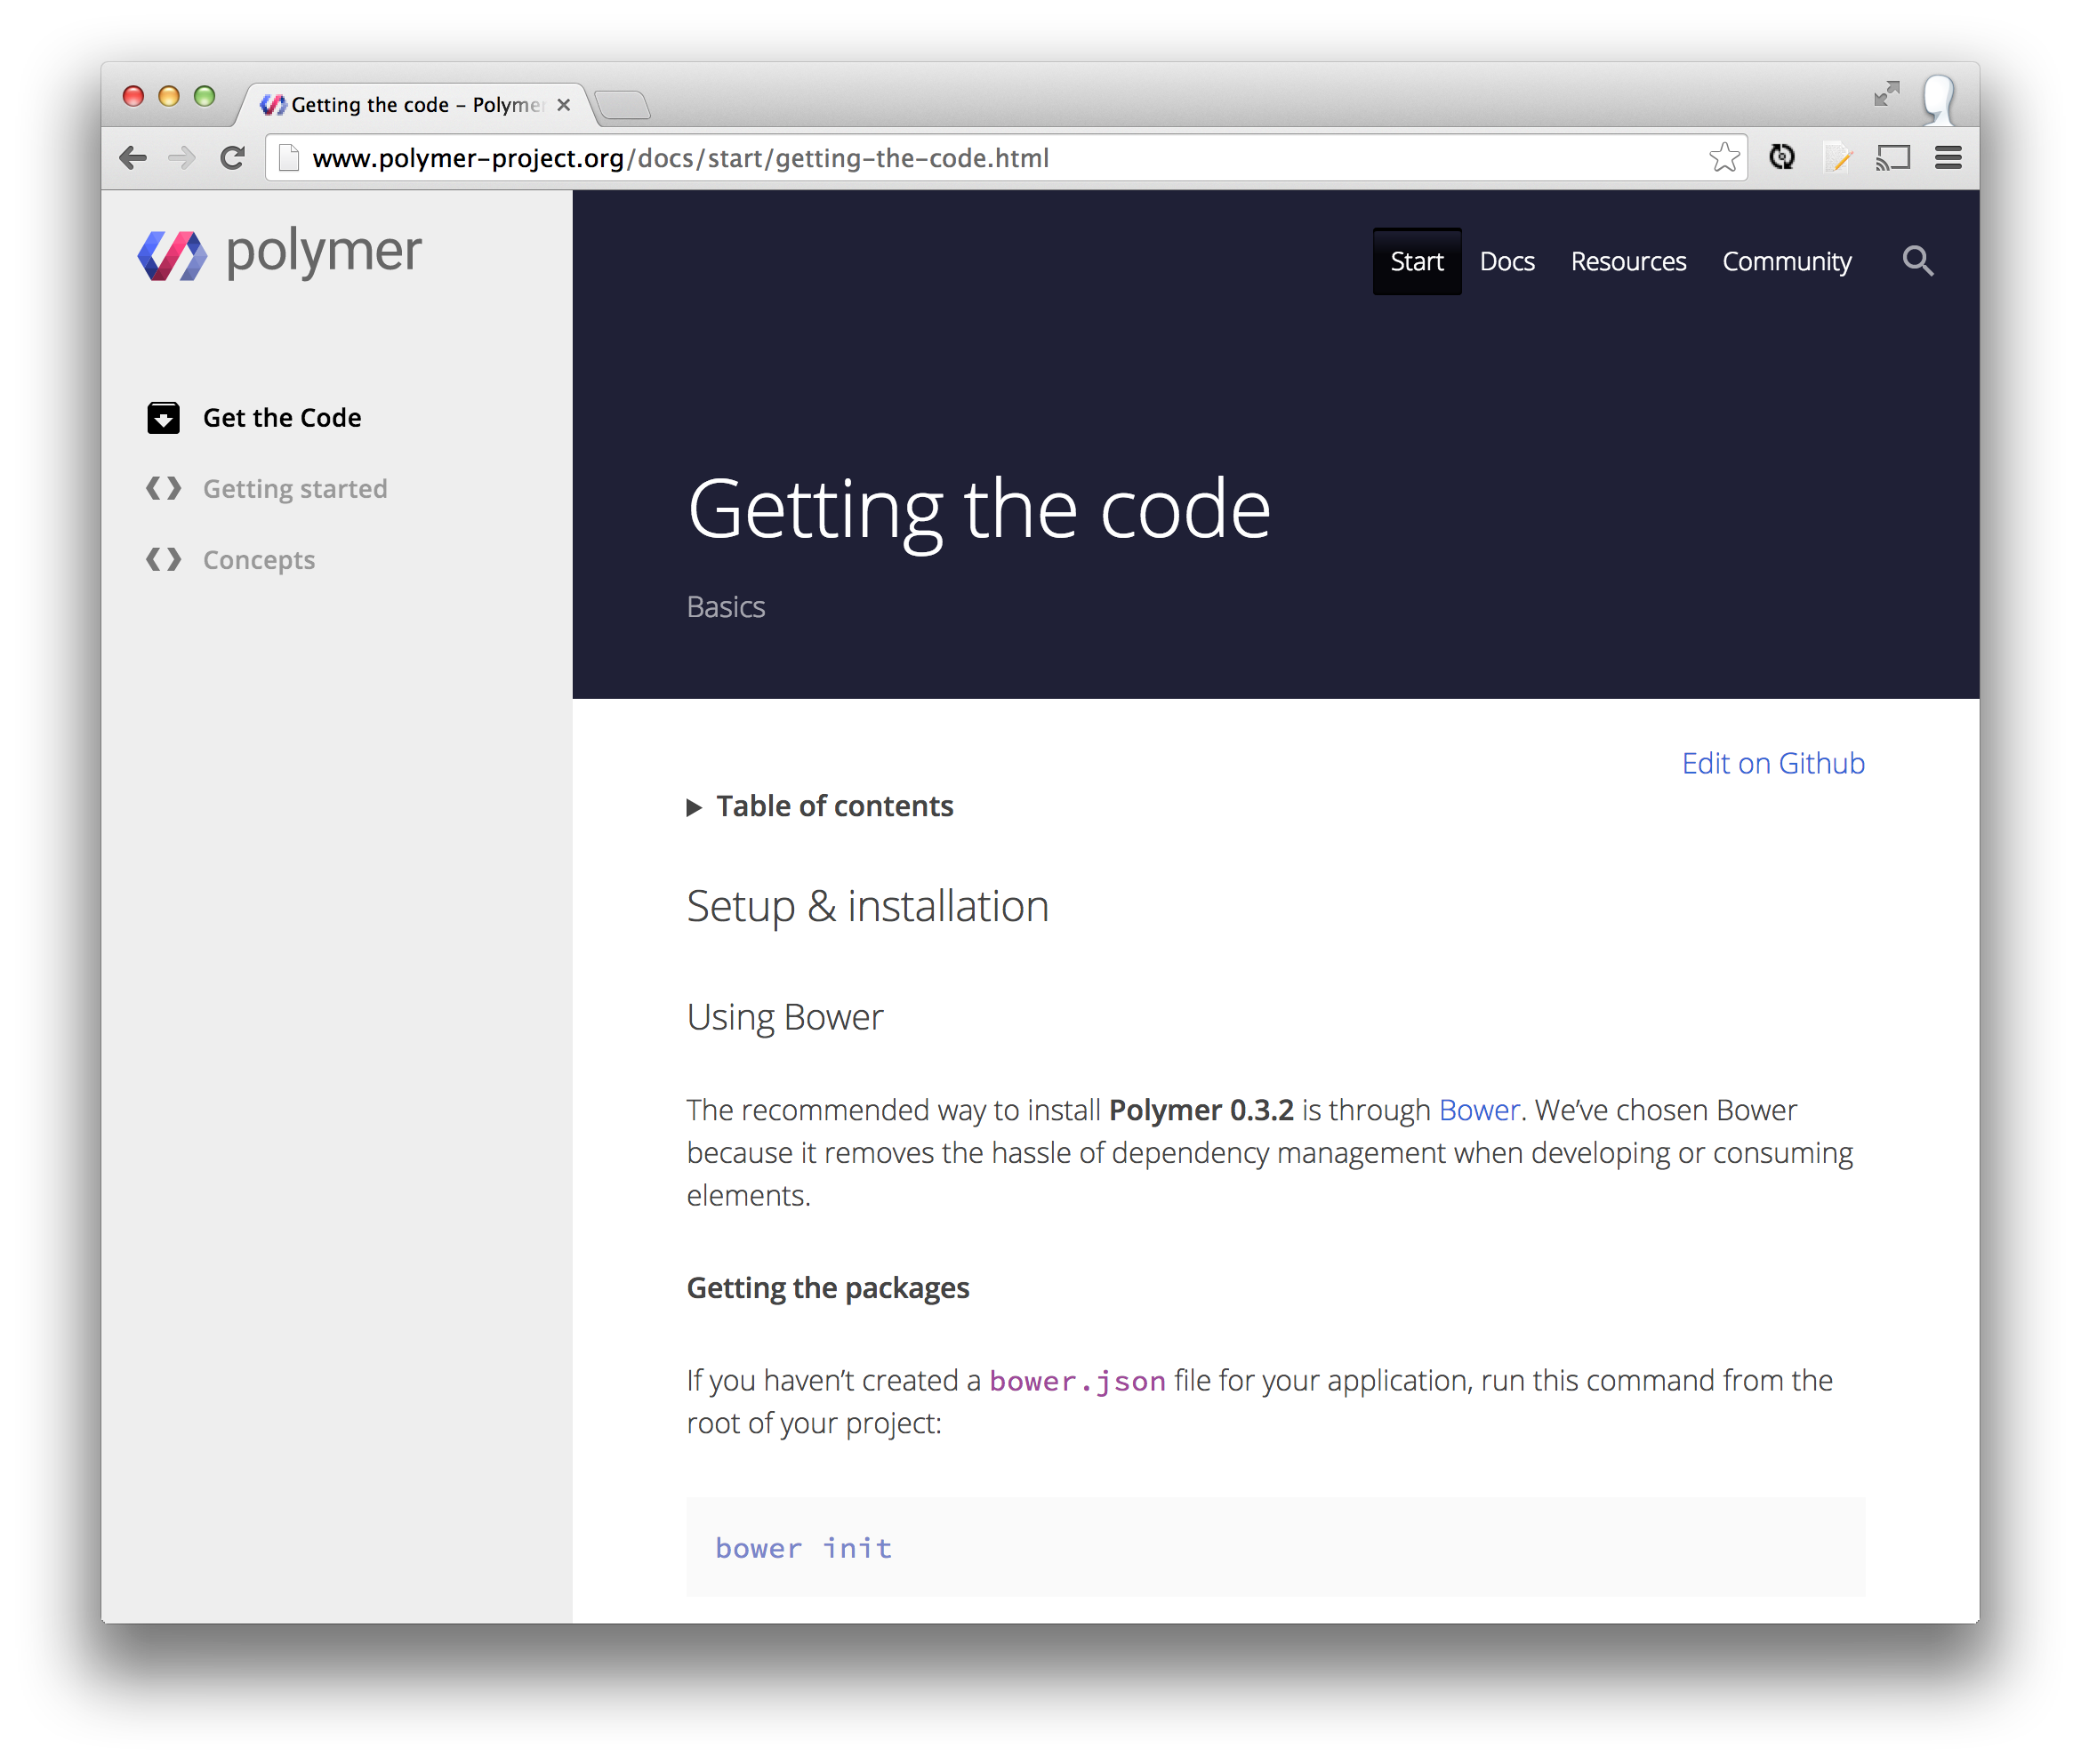 Getting the code – Polymer
www.polymer-project.org/docs/start/getting-the-code.html
polymer
Start Docs Resources Community
Get the Code
Getting started
Concepts
Getting the code
Basics
Edit on Github
Table of contents
Setup & installation
Using Bower
The recommended way to install Polymer 0.3.2 is through Bower. We’ve chosen Bower
because it removes the hassle of dependency management when developing or consuming
elements.
Getting the packages
If you haven’t created a bower.json file for your application, run this command from the
root of your project:
bower init